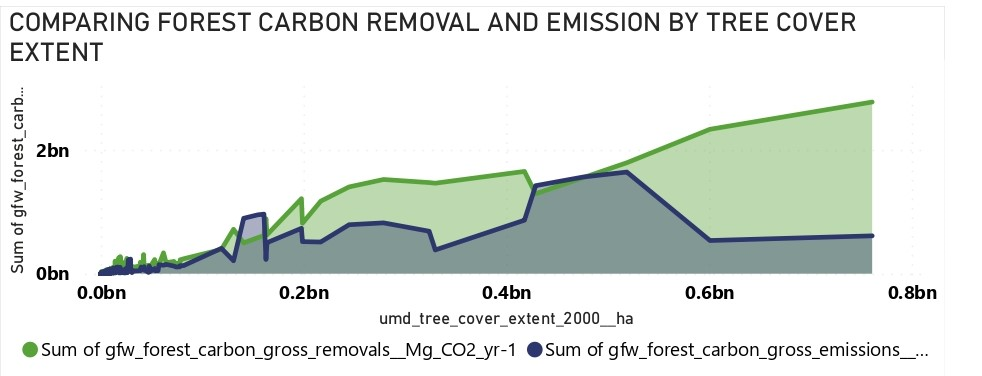 COMPARING FOREST CARBON REMOVAL AND EMISSION BY TREE COVER
EXTENT
Sum of gfw_forest_carb...
2bn
0bn
0.0bn 0.2bn 0.4bn 0.6bn 0.8bn
umd_tree_cover_extent_2000__ha
Sum of gfw_forest_carbon_gross_removals__Mg_CO2_yr-1 Sum of gfw_forest_carbon_gross_emissions__...